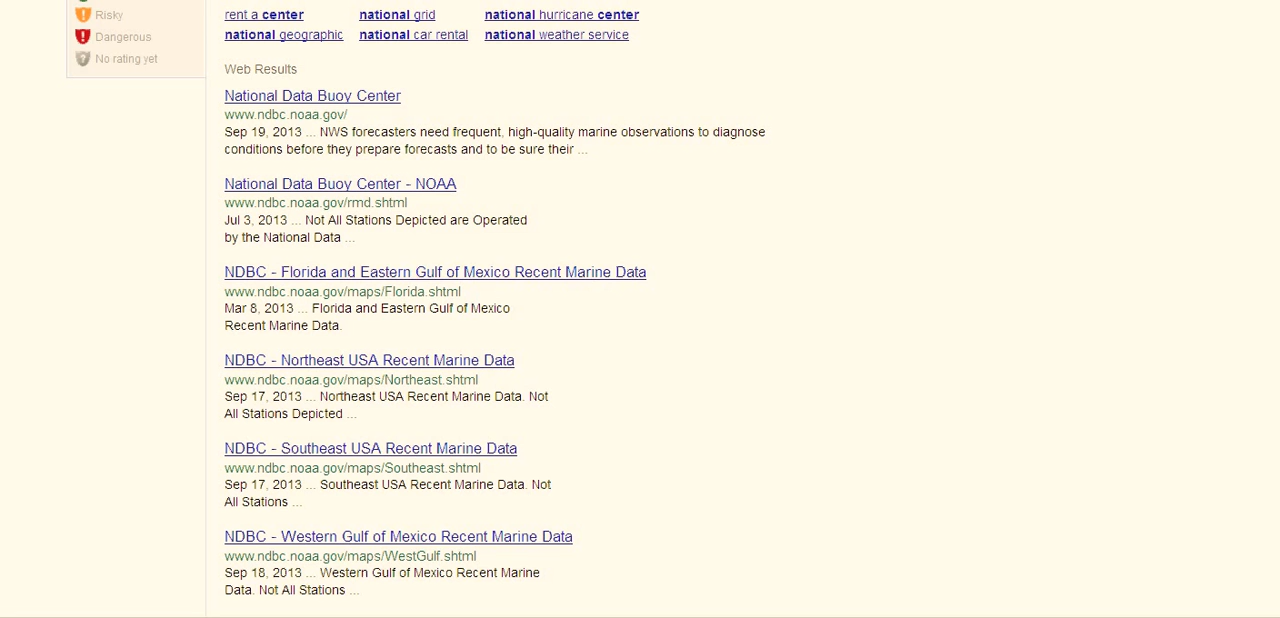 Risky
Dangerous
No rating yet
rent a center national grid national hurricane center
national geographic national car rental national weather service
Web Results
National Data Buoy Center
www.ndbc.noaa.gov/
Sep 19, 2013 ... NWS forecasters need frequent, high-quality marine observations to diagnose
conditions before they prepare forecasts and to be sure their ...
National Data Buoy Center - NOAA
www.ndbc.noaa.gov/rmd.shtml
Jul 3, 2013 ... Not All Stations Depicted are Operated
by the National Data ...
NDBC - Florida and Eastern Gulf of Mexico Recent Marine Data
www.ndbc.noaa.gov/maps/Florida.shtml
Mar 8, 2013 ... Florida and Eastern Gulf of Mexico
Recent Marine Data.
NDBC - Northeast USA Recent Marine Data
www.ndbc.noaa.gov/maps/Northeast.shtml
Sep 17, 2013 ... Northeast USA Recent Marine Data. Not
All Stations Depicted ...
NDBC - Southeast USA Recent Marine Data
www.ndbc.noaa.gov/maps/Southeast.shtml
Sep 17, 2013 ... Southeast USA Recent Marine Data. Not
All Stations ...
NDBC - Western Gulf of Mexico Recent Marine Data
www.ndbc.noaa.gov/maps/WestGulf.shtml
Sep 18, 2013 ... Western Gulf of Mexico Recent Marine
Data. Not All Stations ...